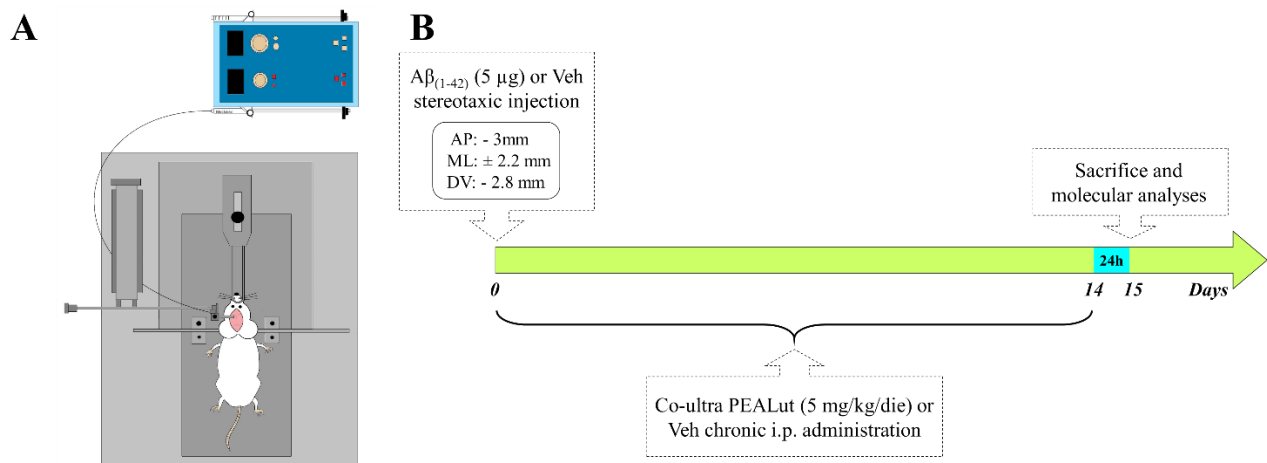 A
B
Aβ(1-42) (5 µg) or Veh
stereotaxic injection
AP: - 3mm
ML: ± 2.2 mm
DV: - 2.8 mm
Sacrifice and
molecular analyses
24h
0
14
15
Days
Co-ultra PEALut (5 mg/kg/die) or
Veh chronic i.p. administration